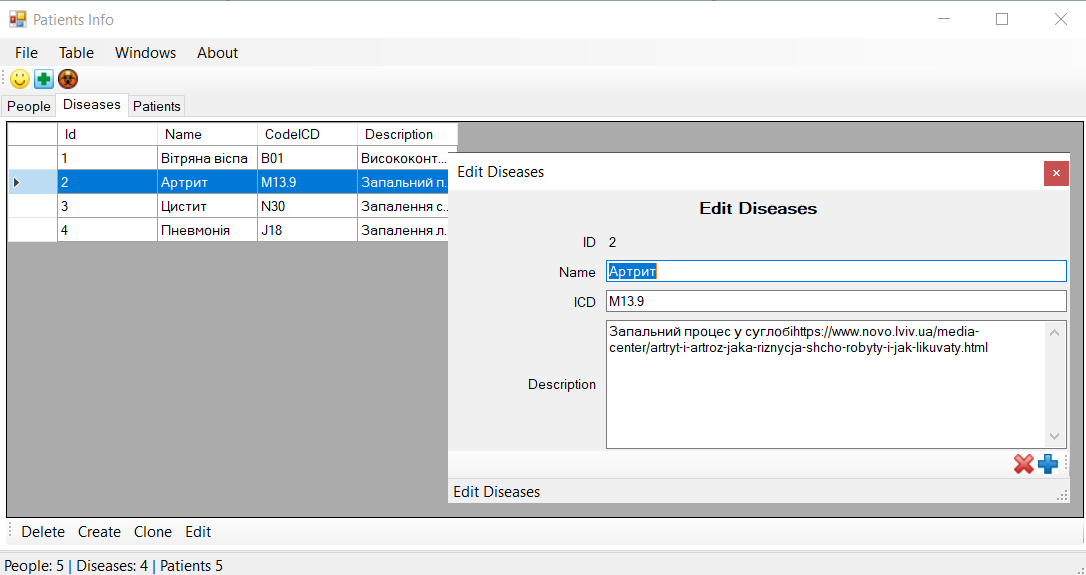 Patients Info
File Table Windows About
People Diseases Patients
Id Name CodeICD Description
1 Вітряна віспа B01 Висококонт...
2 Артрит M13.9 Запальний п...
3 Цистит N30 Запалення с...
4 Пневмонія J18 Запалення л...
Edit Diseases
Edit Diseases
ID 2
Name Артрит
ICD M13.9
Description
Запальний процес у суглобіhttps://www.novo.lviv.ua/media-
center/artryt-i-artroz-jaka-riznycja-shcho-robyty-i-jak-likuvaty.html
Edit Diseases
Delete Create Clone Edit
People: 5 | Diseases: 4 | Patients 5